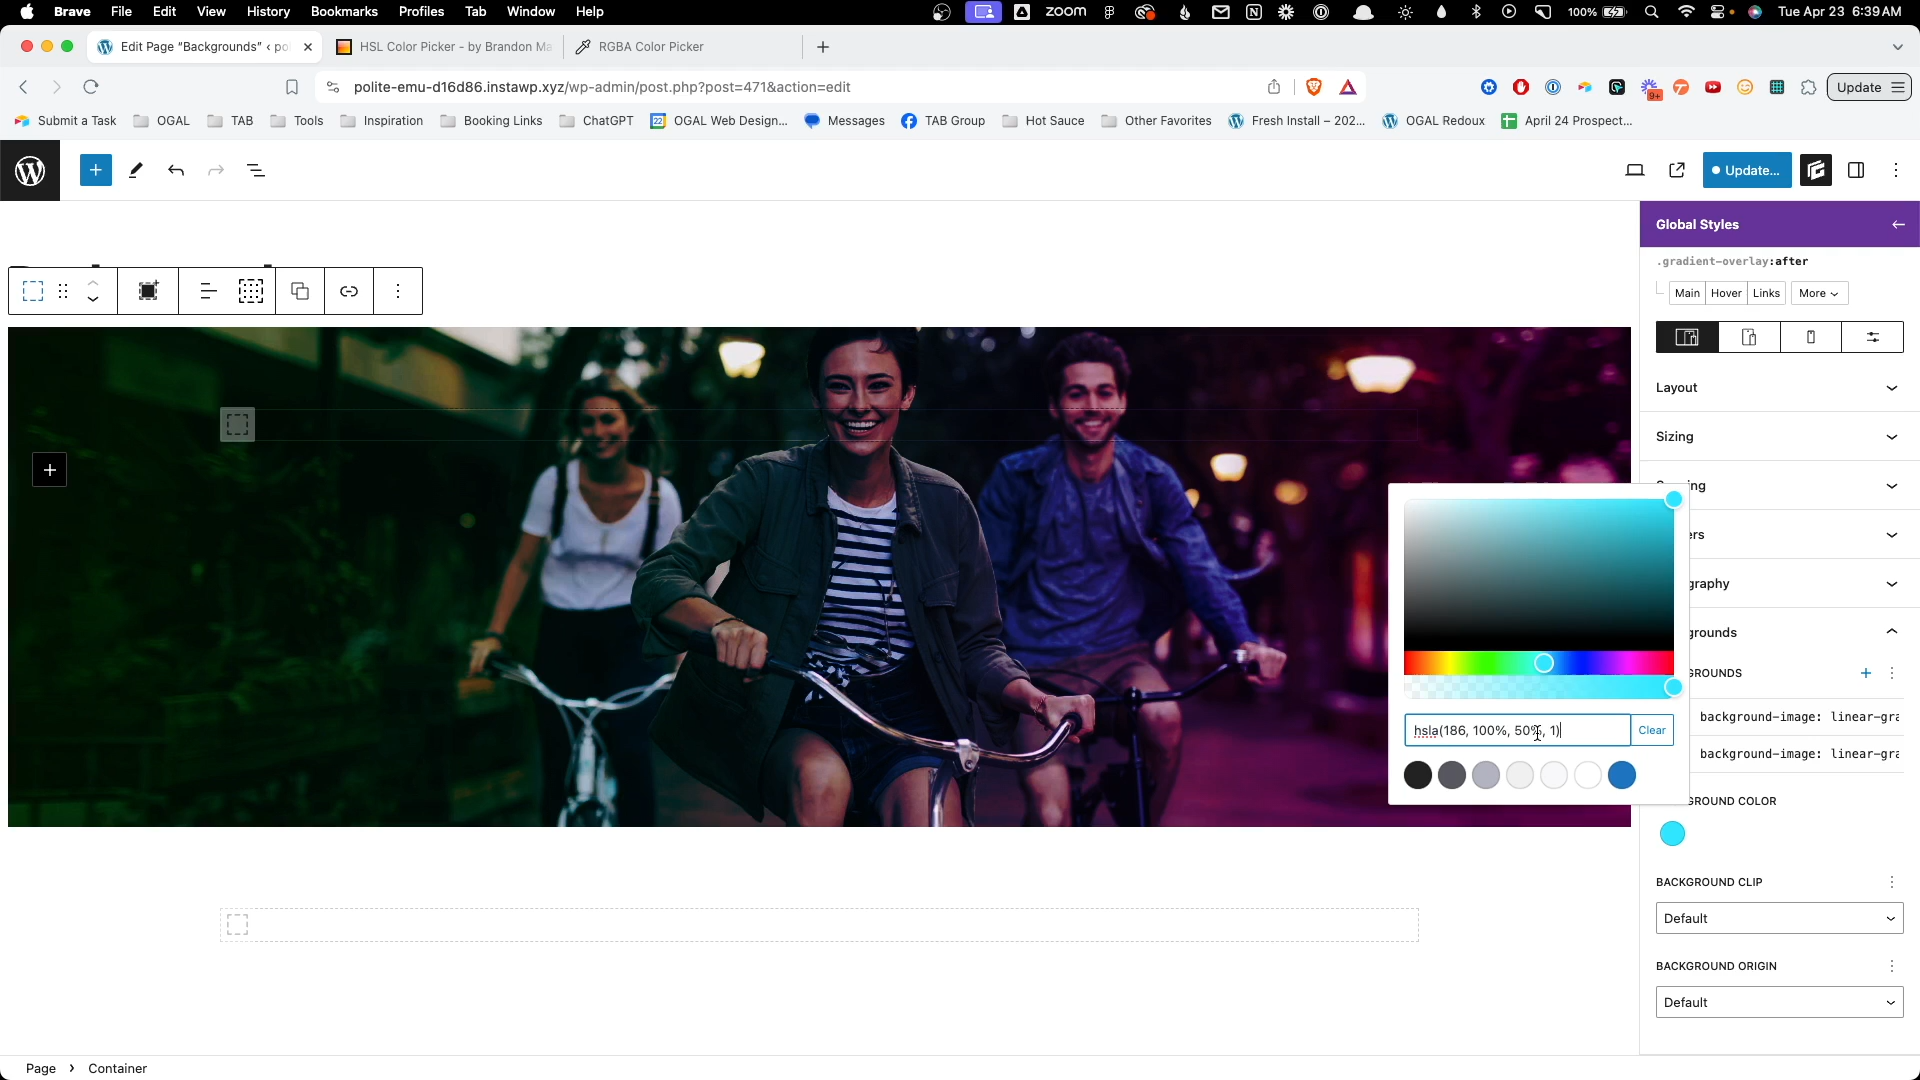 Brave File Edit View History Bookmarks Profiles Tab Window Help
zoom 100% Tue Apr 23 6:39 AM
Edit Page “Backgrounds” ‹ po
HSL Color Picker - by Brandon Ma
RGBA Color Picker
polite-emu-d16d86.instawp.xyz/wp-admin/post.php?post=471&action=edit
9+
Update
Submit a Task OGAL TAB Tools Inspiration Booking Links ChatGPT OGAL Web Design... Messages TAB Group Hot Sauce Other Favorites Fresh Install – 202... OGAL Redoux April 24 Prospect...
Update...
Global Styles
.gradient-overlay:after
Main Hover Links More
Layout
Sizing
ng
ers
graphy
grounds
GROUNDS
background-image: linear-gra
hsla(186, 100%, 50%, 1)
Clear
background-image: linear-gra
GROUND COLOR
BACKGROUND CLIP
Default
BACKGROUND ORIGIN
Default
Page › Container